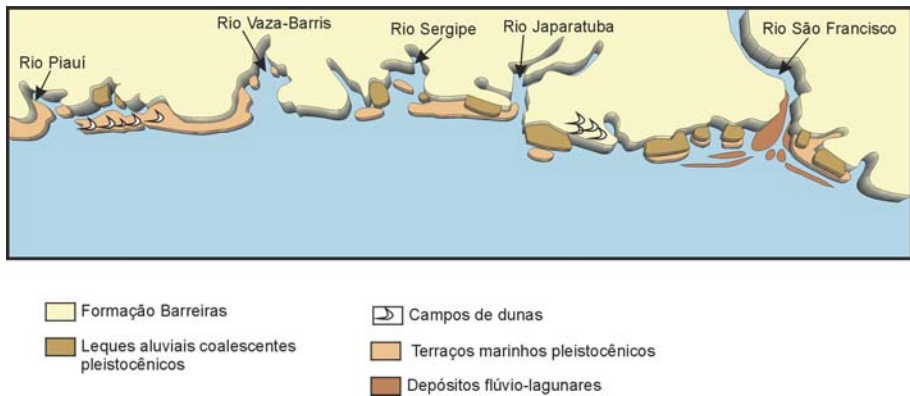 Rio Piauí
Rio Vaza-Barris
Rio Sergipe
Rio Japaratuba
Rio São Francisco
Formação Barreiras
Leques aluviais coalescentes
pleistocênicos
Campos de dunas
Terraços marinhos pleistocênicos
Depósitos flúvio-lagunares